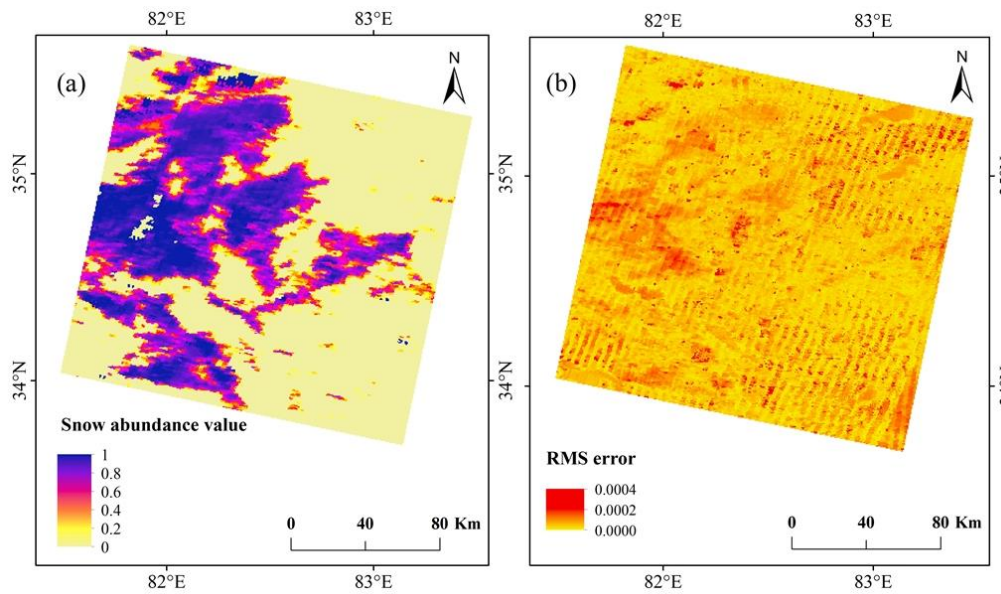 82°E 83°E 82°E 83°E
(a) N (b) N
35°N 35°N
34°N 34°N
Snow abundance value
1
0.8
0.6
0.4
0.2
0
0 40 80 Km
RMS error
0.0004
0.0002
0.0000
0 40 80 Km
82°E 83°E 82°E 83°E